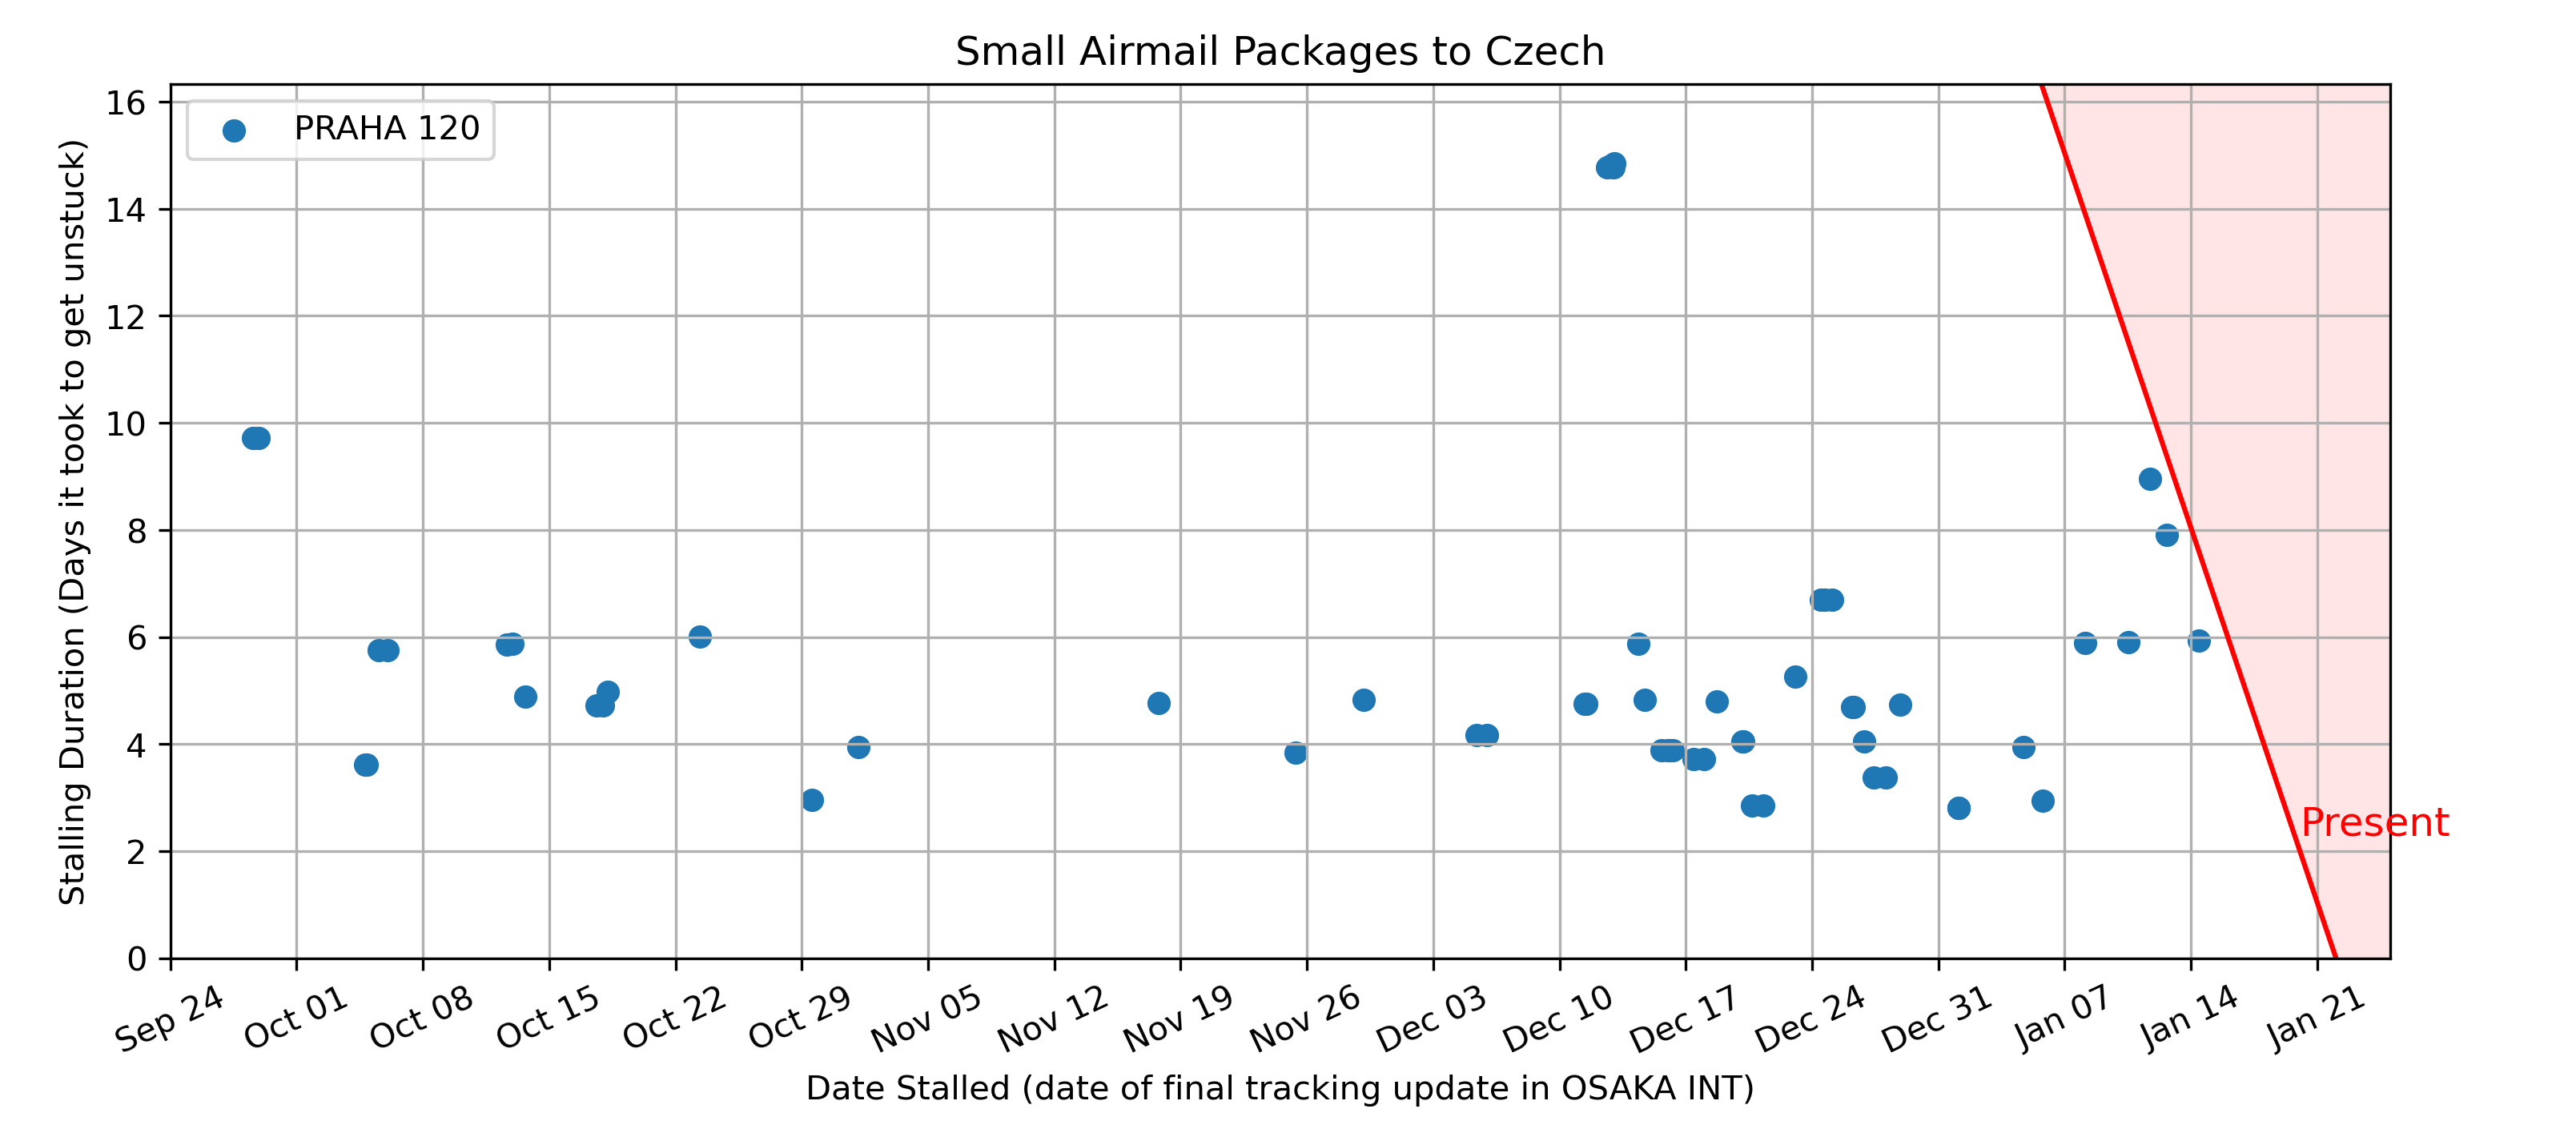 Small Airmail Packages to Czech
PRAHA 120
Stalling Duration (Days it took to get unstuck)
16
14
12
10
8
6
4
2
0
Present
Sep 24
Oct 01
Oct 08
Oct 15
Oct 22
Oct 29
Nov 05
Nov 12
Nov 19
Nov 26
Dec 03
Dec 10
Dec 17
Dec 24
Dec 31
Jan 07
Jan 14
Jan 21
Date Stalled (date of final tracking update in OSAKA INT)